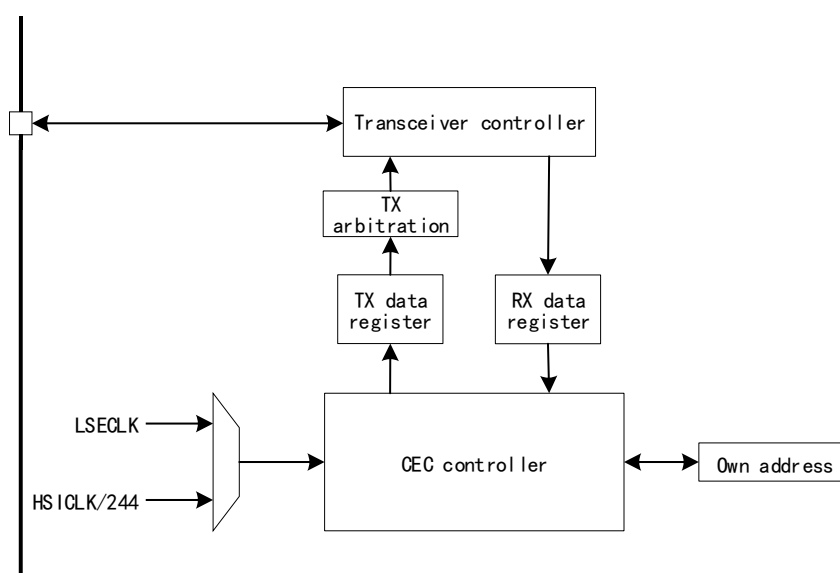 Transceiver controller
TX
arbitration
TX data
register
RX data
register
LSECLK
CEC controller
Own address
HSICLK/244